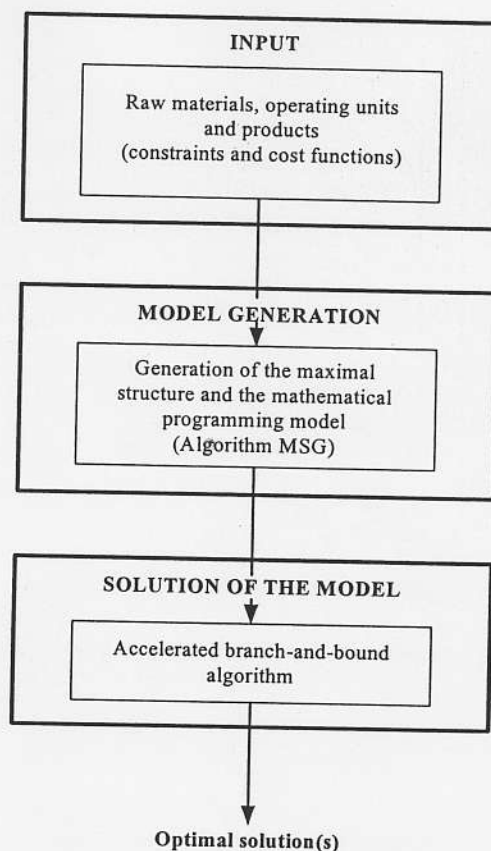 INPUT
Raw materials, operating units
and products
(constraints and cost functions)
MODEL GENERATION
Generation of the maximal
structure and the mathematical
programming model
(Algorithm MSG)
SOLUTION OF THE MODEL
Accelerated branch-and-bound
algorithm
Optimal solution(s)